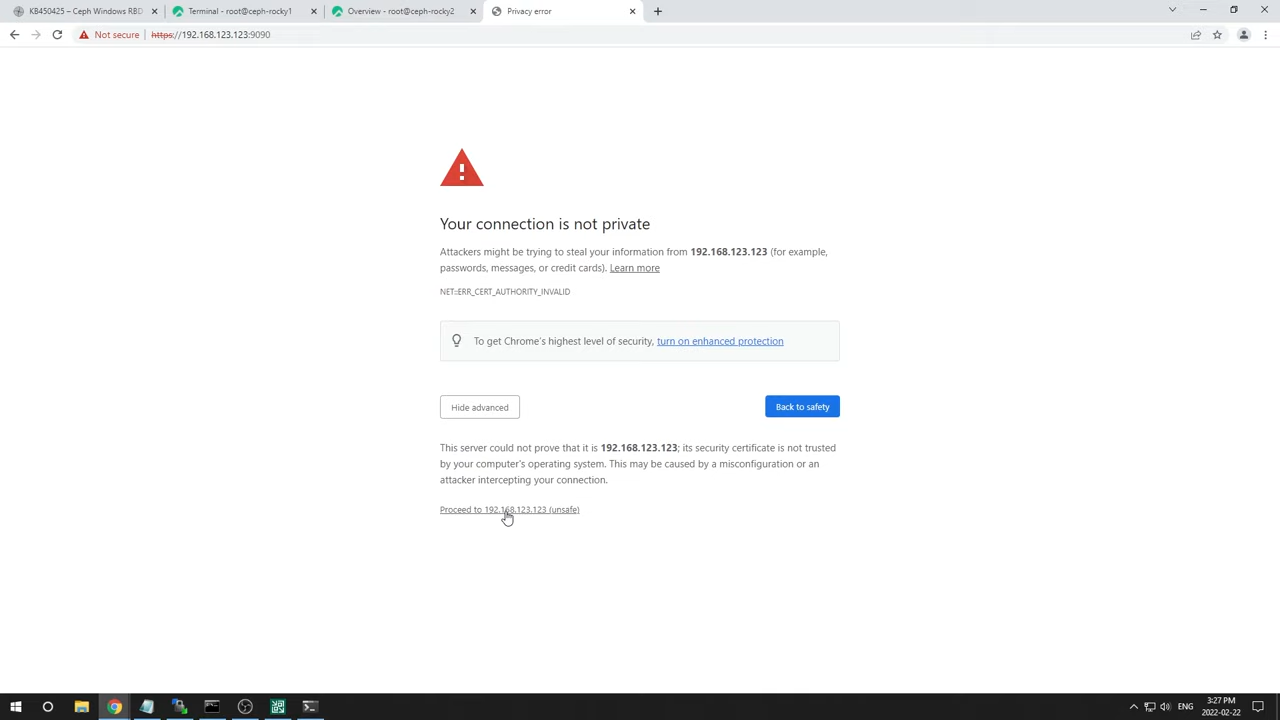 KB450425 – Ceph Windows RBD
Terminal - root@ceph-rocky1
Overview - root@ceph-rocky2
Privacy error
Not secure
https://192.168.123.123:9090
Your connection is not private
Attackers might be trying to steal your information from 192.168.123.123 (for example,
passwords, messages, or credit cards). Learn more
NET::ERR_CERT_AUTHORITY_INVALID
To get Chrome's highest level of security, turn on enhanced protection
Hide advanced
Back to safety
This server could not prove that it is 192.168.123.123; its security certificate is not trusted
by your computer's operating system. This may be caused by a misconfiguration or an
attacker intercepting your connection.
Proceed to 192.168.123.123 (unsafe)
ENG
3:27 PM
2022-02-22